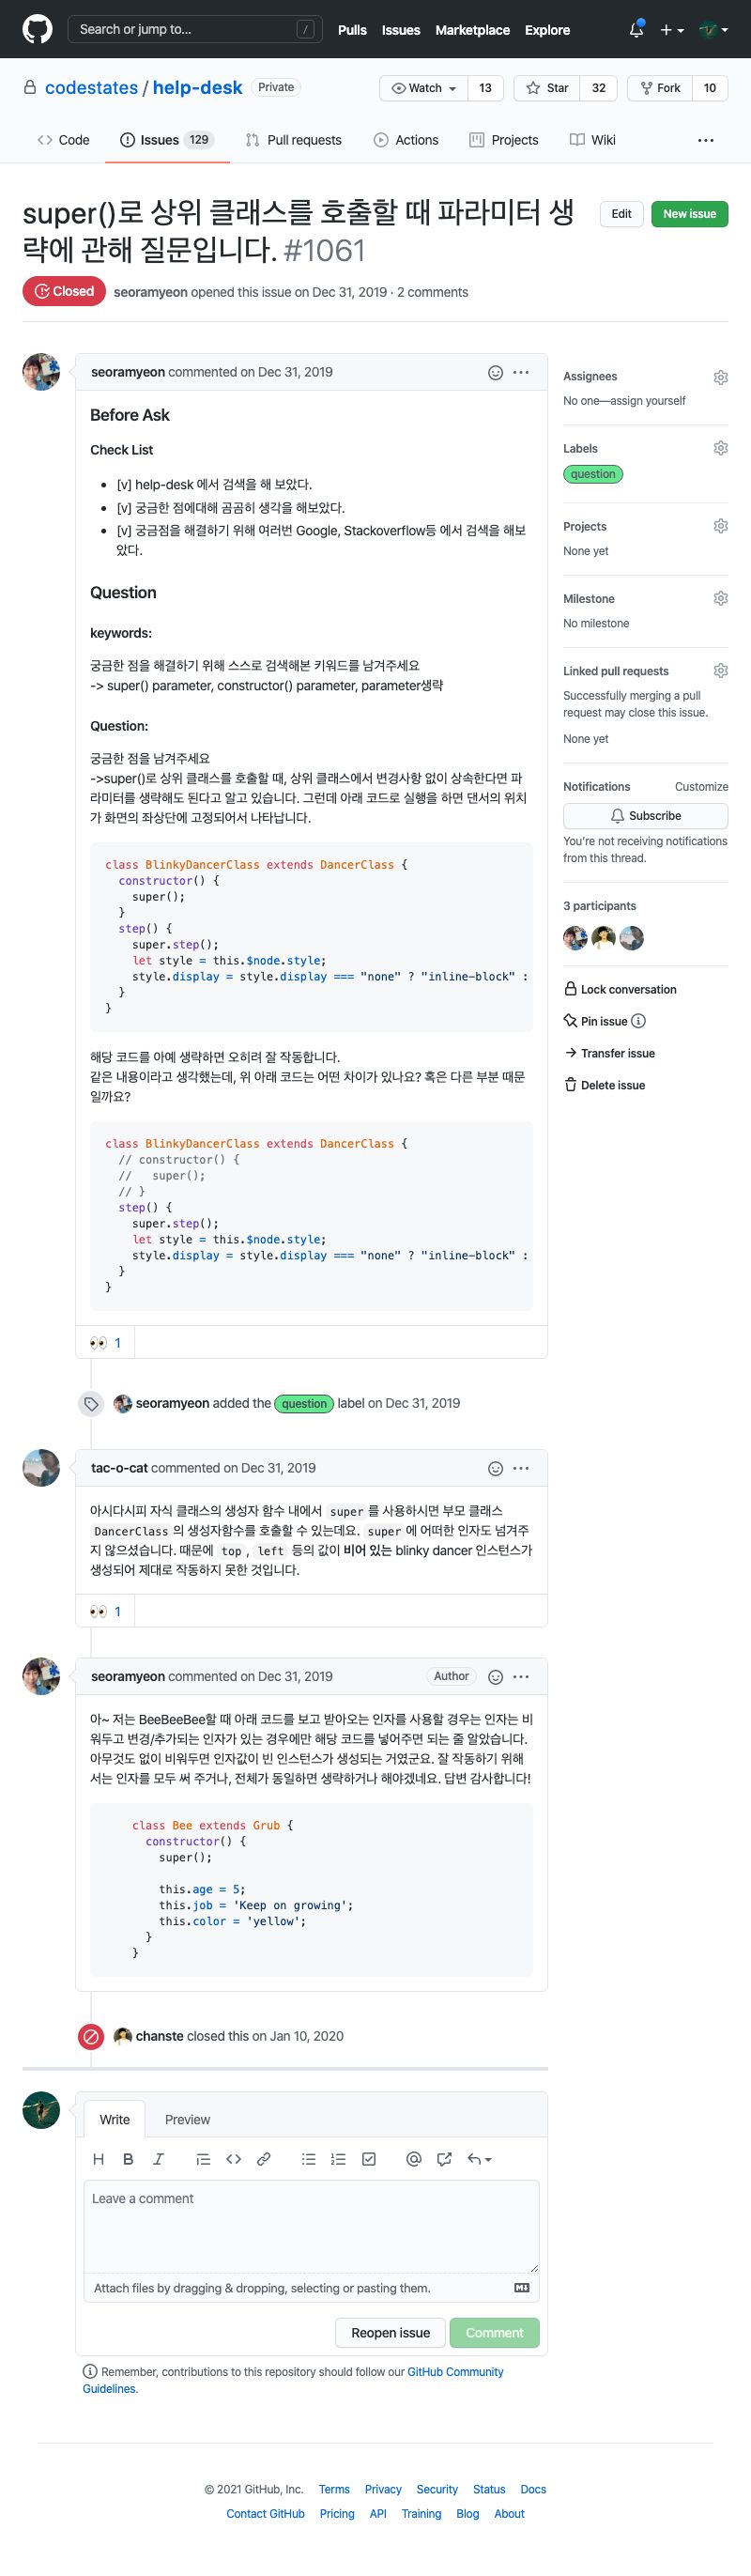 Search or jump to... /
Pulls Issues Marketplace Explore
codestates / help-desk Private
Watch 13 Star 32 Fork 10
Code Issues 129 Pull requests Actions Projects Wiki ...
super()로 상위 클래스를 호출할 때 파라미터 생
략에 관해 질문입니다. #1061
Edit New issue
Closed seoramyeon opened this issue on Dec 31, 2019 · 2 comments
seoramyeon commented on Dec 31, 2019
Before Ask
Check List
• [v] help-desk 에서 검색을 해 보았다.
• [v] 궁금한 점에대해 곰곰히 생각을 해보았다.
• [v] 궁금점을 해결하기 위해 여러번 Google, Stackoverflow등 에서 검색을 해보
았다.
Question
keywords:
궁금한 점을 해결하기 위해 스스로 검색해본 키워드를 남겨주세요
-> super() parameter, constructor() parameter, parameter생략
Question:
궁금한 점을 남겨주세요
->super()로 상위 클래스를 호출할 때, 상위 클래스에서 변경사항 없이 상속한다면 파
라미터를 생략해도 된다고 알고 있습니다. 그런데 아래 코드로 실행을 하면 댄서의 위치
가 화면의 좌상단에 고정되어서 나타납니다.
class BlinkyDancerClass extends DancerClass {
constructor() {
super();
}
step() {
super.step();
let style = this.$node.style;
style.display = style.display === "none" ? "inline-block" :
}
}
해당 코드를 아예 생략하면 오히려 잘 작동합니다.
같은 내용이라고 생각했는데, 위 아래 코드는 어떤 차이가 있나요? 혹은 다른 부분 때문
일까요?
class BlinkyDancerClass extends DancerClass {
// constructor() {
//   super();
// }
step() {
super.step();
let style = this.$node.style;
style.display = style.display === "none" ? "inline-block" :
}
}
👀 1
seoramyeon added the question label on Dec 31, 2019
tac-o-cat commented on Dec 31, 2019
아시다시피 자식 클래스의 생성자 함수 내에서 super 를 사용하시면 부모 클래스
DancerClass 의 생성자함수를 호출할 수 있는데요. super 에 어떠한 인자도 넘겨주
지 않으셨습니다. 때문에 top , left 등의 값이 비어 있는 blinky dancer 인스턴스가
생성되어 제대로 작동하지 못한 것입니다.
👀 1
seoramyeon commented on Dec 31, 2019 Author
아~ 저는 BeeBeeBee할 때 아래 코드를 보고 받아오는 인자를 사용할 경우는 인자는 비
워두고 변경/추가되는 인자가 있는 경우에만 해당 코드를 넣어주면 되는 줄 알았습니다.
아무것도 없이 비워두면 인자값이 빈 인스턴스가 생성되는 거였군요. 잘 작동하기 위해
서는 인자를 모두 써 주거나, 전체가 동일하면 생략하거나 해야겠네요. 답변 감사합니다!
class Bee extends Grub {
constructor() {
super();
this.age = 5;
this.job = 'Keep on growing';
this.color = 'yellow';
}
}
chanste closed this on Jan 10, 2020
Write Preview
Leave a comment
Attach files by dragging & dropping, selecting or pasting them.
Reopen issue Comment
Remember, contributions to this repository should follow our GitHub Community
Guidelines.
Assignees
No one—assign yourself
Labels
question
Projects
None yet
Milestone
No milestone
Linked pull requests
Successfully merging a pull
request may close this issue.
None yet
Notifications Customize
Subscribe
You're not receiving notifications
from this thread.
3 participants
Lock conversation
Pin issue
Transfer issue
Delete issue
© 2021 GitHub, Inc. Terms Privacy Security Status Docs
Contact GitHub Pricing API Training Blog About